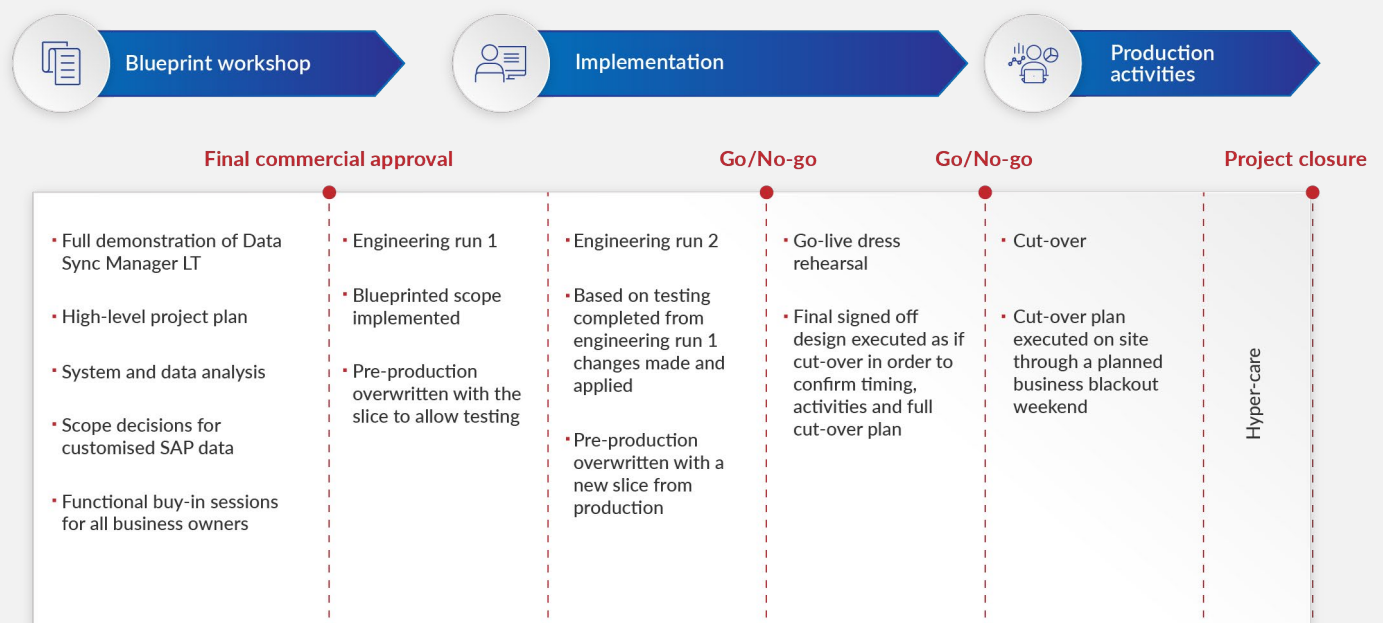 Blueprint workshop
Implementation
Production
activities
Final commercial approval
Go/No-go
Go/No-go
Project closure
Full demonstration of Data
Sync Manager LT
High-level project plan
System and data analysis
Scope decisions for
customised SAP data
Functional buy-in sessions
for all business owners
Engineering run 1
Blueprinted scope
implemented
Pre-production
overwritten with the
slice to allow testing
Engineering run 2
Based on testing
completed from
engineering run 1
changes made and
applied
Pre-production
overwritten with a
new slice from
production
Go-live dress
rehearsal
Final signed off
design executed as if
cut-over in order to
confirm timing,
activities and full
cut-over plan
Cut-over
Cut-over plan
executed on site
through a planned
business blackout
weekend
Hyper-care